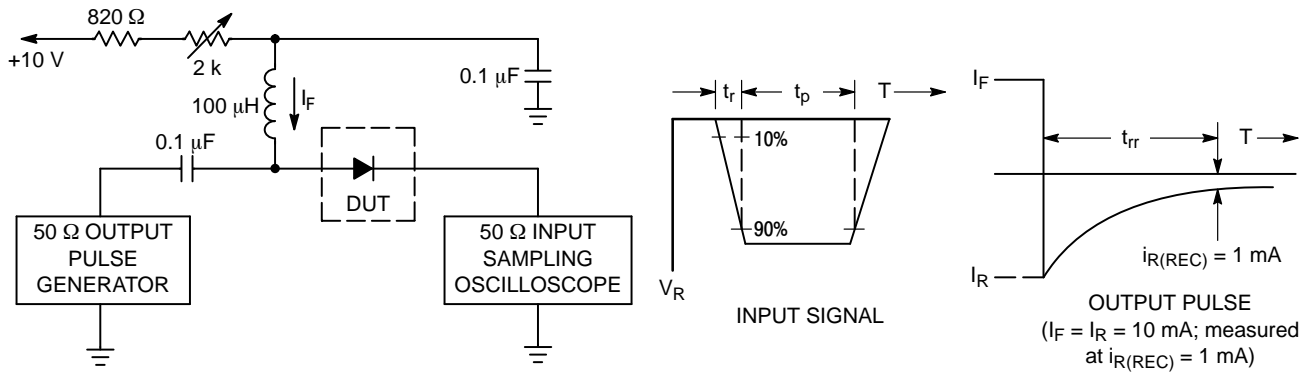 820 Ω
+10 V
2 k
100 μH
I_F
0.1 μF
0.1 μF
DUT
50 Ω OUTPUT
PULSE
GENERATOR
50 Ω INPUT
SAMPLING
OSCILLOSCOPE
t_r
t_p
T
10%
90%
V_R
INPUT SIGNAL
I_F
t_rr
T
i_R(REC) = 1 mA
I_R
OUTPUT PULSE
(I_F = I_R = 10 mA; measured
at i_R(REC) = 1 mA)